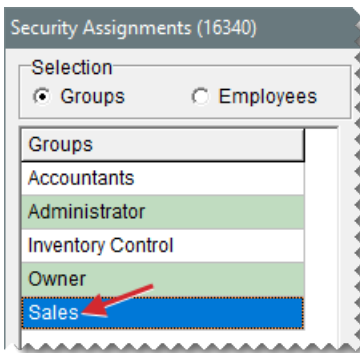 Security Assignments (16340)
Selection
Groups Employees
Groups
Accountants
Administrator
Inventory Control
Owner
Sales